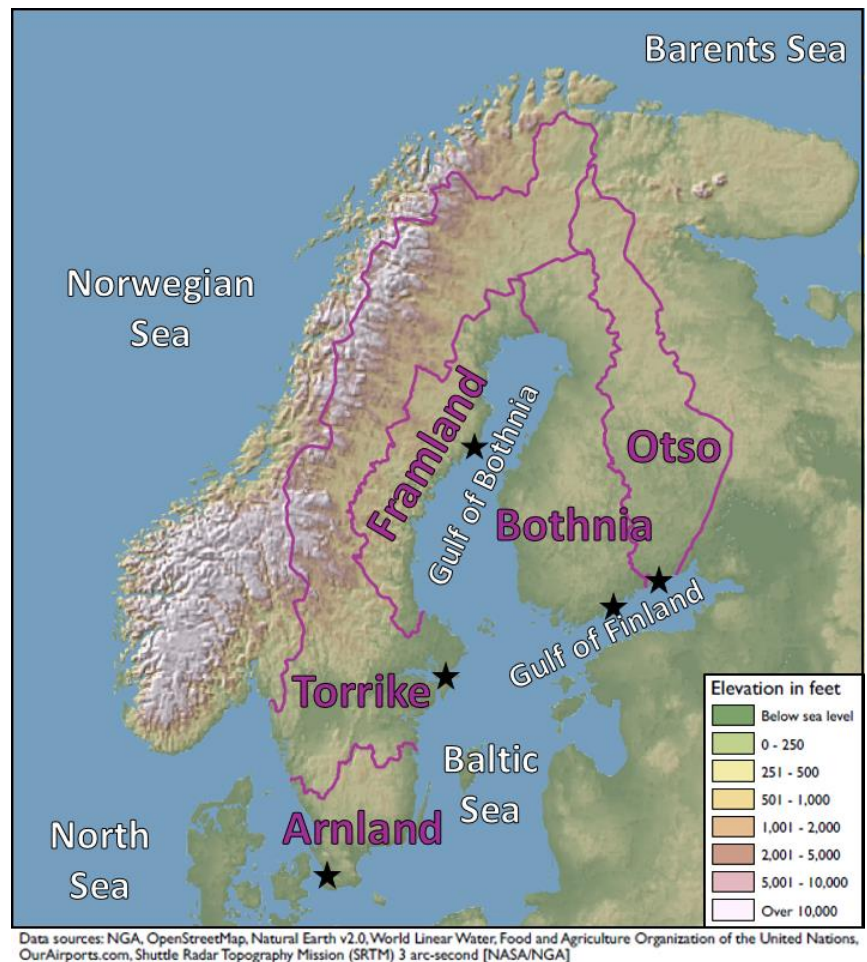 Barents Sea
Norwegian
Sea
Framland
Gulf of Bothnia
Otso
Bothnia
Gulf of Finland
Torrike
Baltic
Sea
Arnland
North
Sea
Elevation in feet
Below sea level
0 - 250
251 - 500
501 - 1,000
1,001 - 2,000
2,001 - 5,000
5,001 - 10,000
Over 10,000
Data sources: NGA, OpenStreetMap, Natural Earth v2.0, World Linear Water, Food and Agriculture Organization of the United Nations,
OurAirports.com, Shuttle Radar Topography Mission (SRTM) 3 arc-second [NASA/NGA]